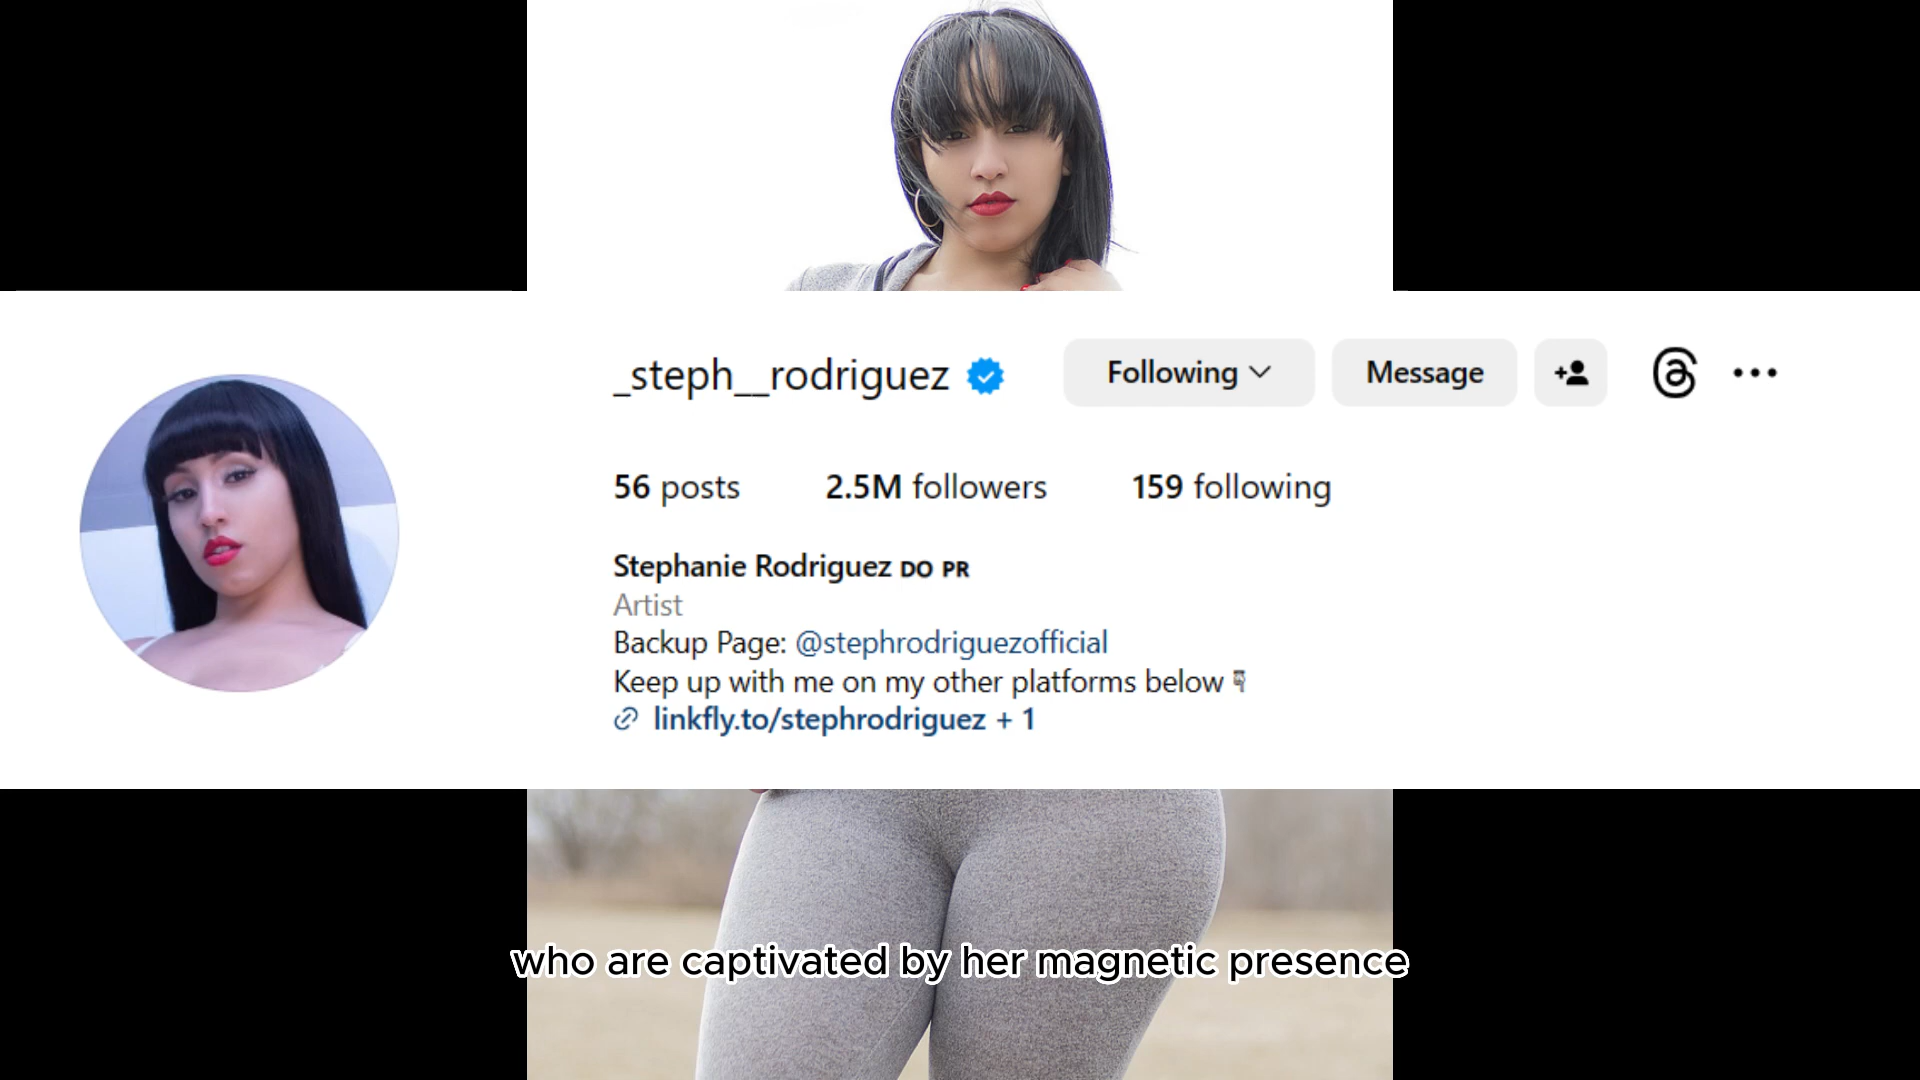 _steph__rodriguez
Following
Message
56 posts
2.5M followers
159 following
Stephanie Rodriguez DO PR
Artist
Backup Page: @stephrodriguezofficial
Keep up with me on my other platforms below 👇
linkfly.to/stephrodriguez + 1
who are captivated by her magnetic presence